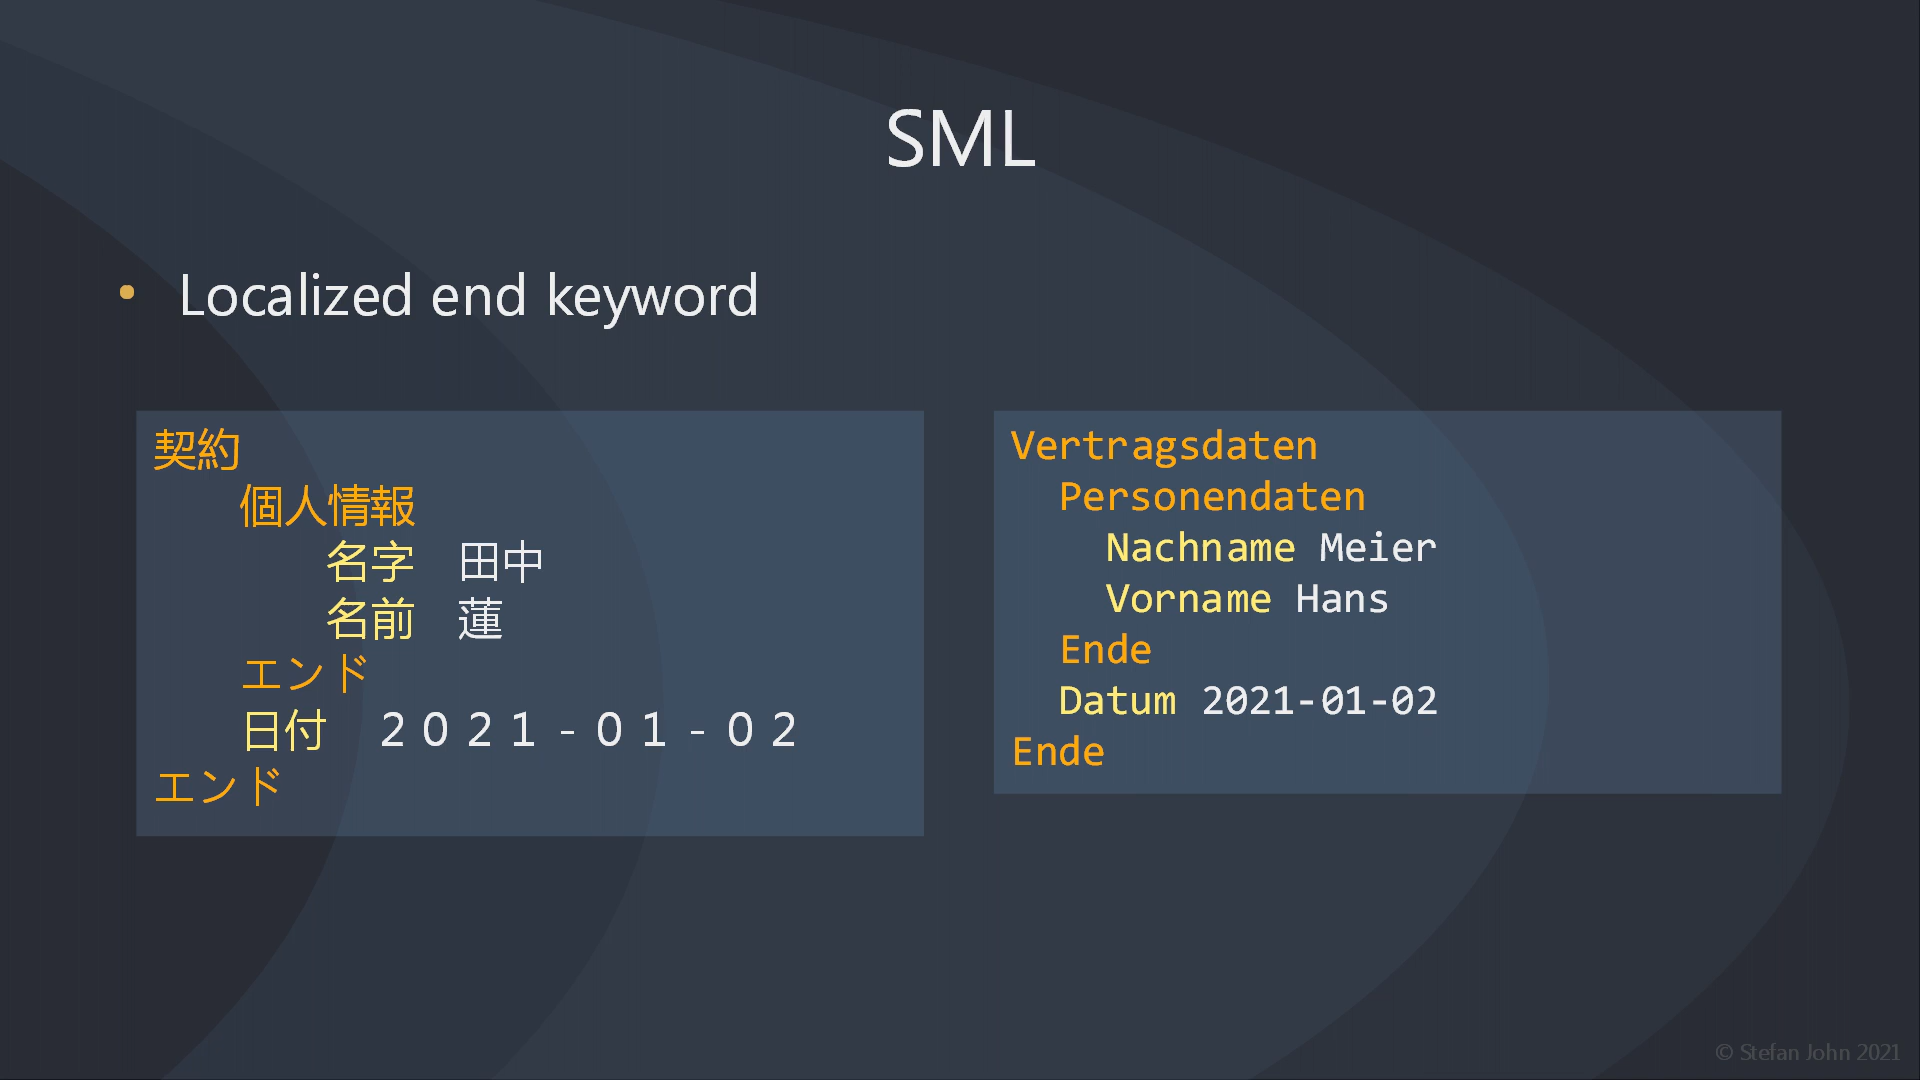 SML
• Localized end keyword
契約
　　個人情報
　　　　名字　田中
　　　　名前　蓮
　　エンド
　　日付　２０２１-０１-０２
エンド
Vertragsdaten
  Personendaten
    Nachname Meier
    Vorname Hans
  Ende
  Datum 2021-01-02
Ende
© Stefan John 2021